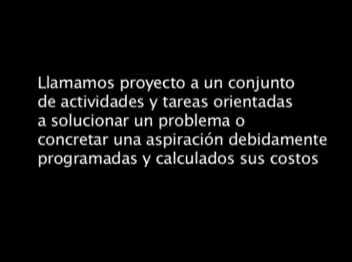 Llamamos proyecto a un conjunto
de actividades y tareas orientadas
a solucionar un problema o
concretar una aspiración debidamente
programadas y calculados sus costos